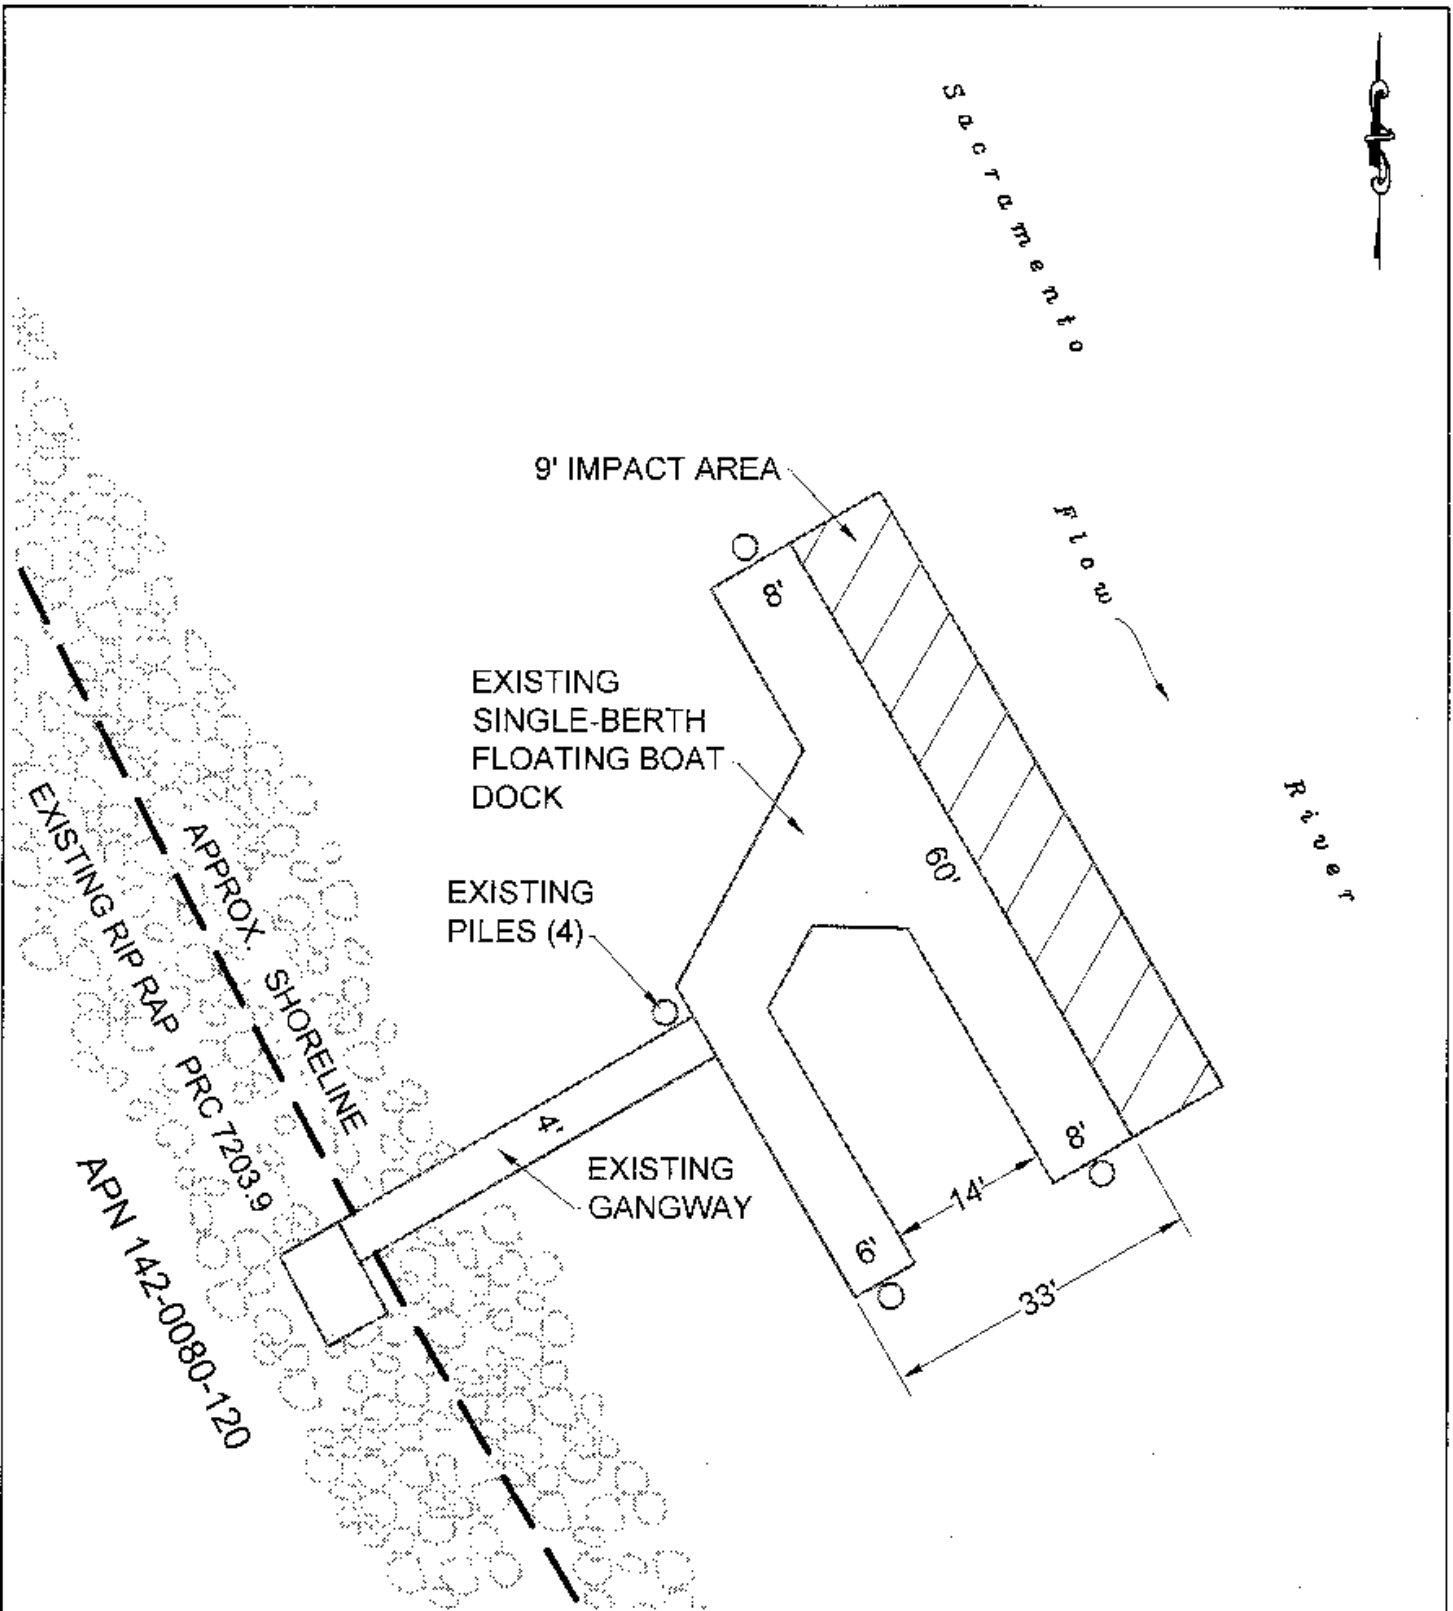 Sacramento
Flow
River
9' IMPACT AREA
8'
EXISTING
SINGLE-BERTH
FLOATING BOAT
DOCK
60'
EXISTING
PILES (4)
APPROX. SHORELINE
EXISTING RIP RAP PRC 7203.9
APN 142-0080-120
4'
EXISTING
GANGWAY
8'
14'
6'
33'